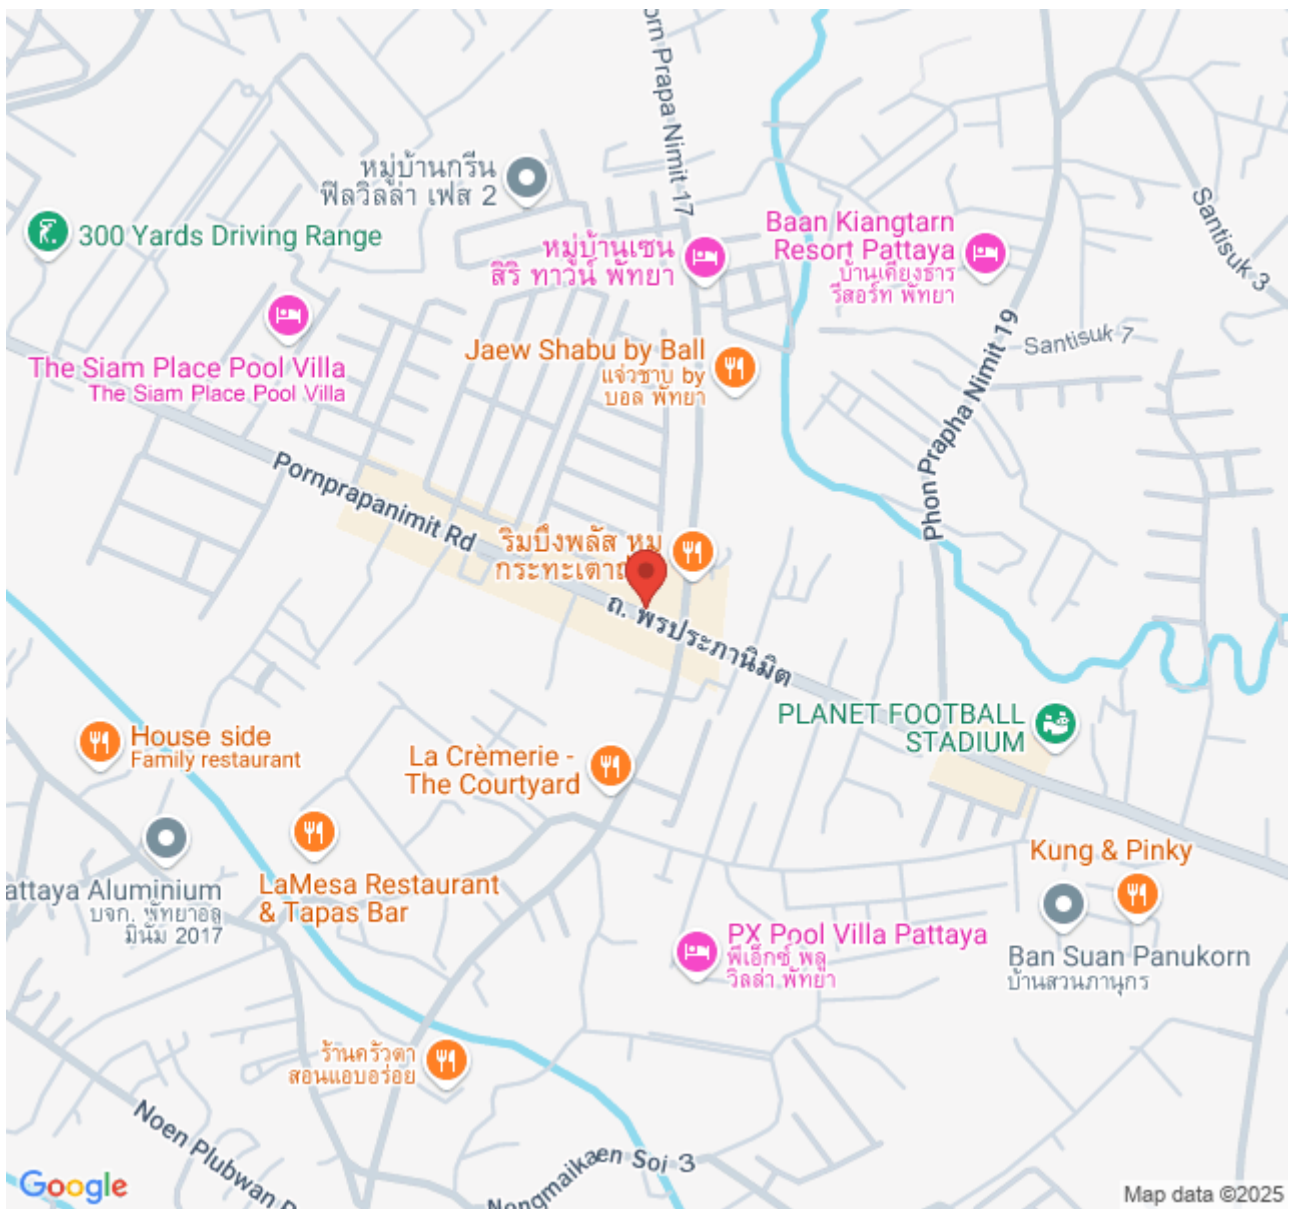 orn Prapa Nimit 17
หมู่บ้านกรีน
ฟิลวิลล่า เฟส 2
Santisuk 3
300 Yards Driving Range
หมู่บ้านเซน
สิริ ทาวน์ พัทยา
Baan Kiangtarn
Resort Pattaya
บ้านเคียงธาร
รีสอร์ท พัทยา
The Siam Place Pool Villa
The Siam Place Pool Villa
Jaew Shabu by Ball
แจ่วชาบู by
บอล พัทยา
Santisuk 7
Phon Prapha Nimit 19
Pornprapanimit Rd
ริมบึงพลัส หมู
กระทะเตาถ่
ถ. พรประภานิมิต
PLANET FOOTBALL
STADIUM
House side
Family restaurant
La Crèmerie -
The Courtyard
LaMesa Restaurant
& Tapas Bar
attaya Aluminium
บจก. พัทยาอลู
มินั่ม 2017
Kung & Pinky
PX Pool Villa Pattaya
พีเอ็กซ์ พลู
วิลล่า พัทยา
Ban Suan Panukorn
บ้านสวนภานุกร
ร้านครัวตา
สอนแอบอร่อย
Noen Plubwan
Nongmaikaen Soi 3
Google
Map data ©2025